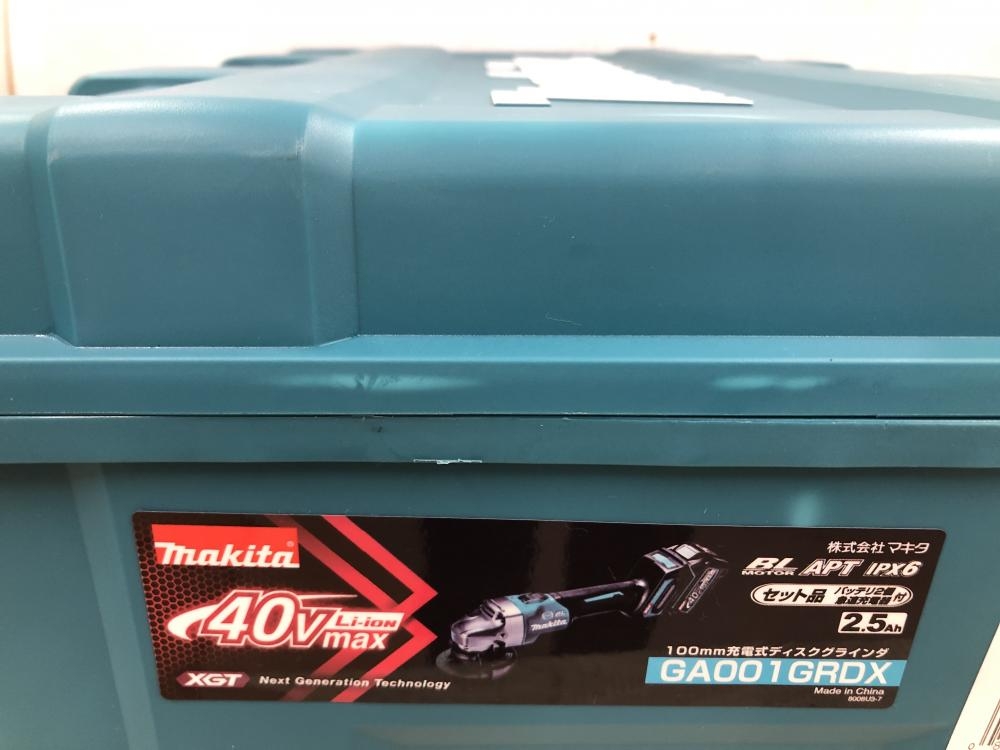 makita
40Vmax Li-ion
XGT Next Generation Technology
makita
株式会社マキタ
BL MOTOR APT IPX6
セット品 バッテリ2個 急速充電器 付
2.5Ah
100mm充電式ディスクグラインダ
GA001GRDX
Made in China
8008U3-7